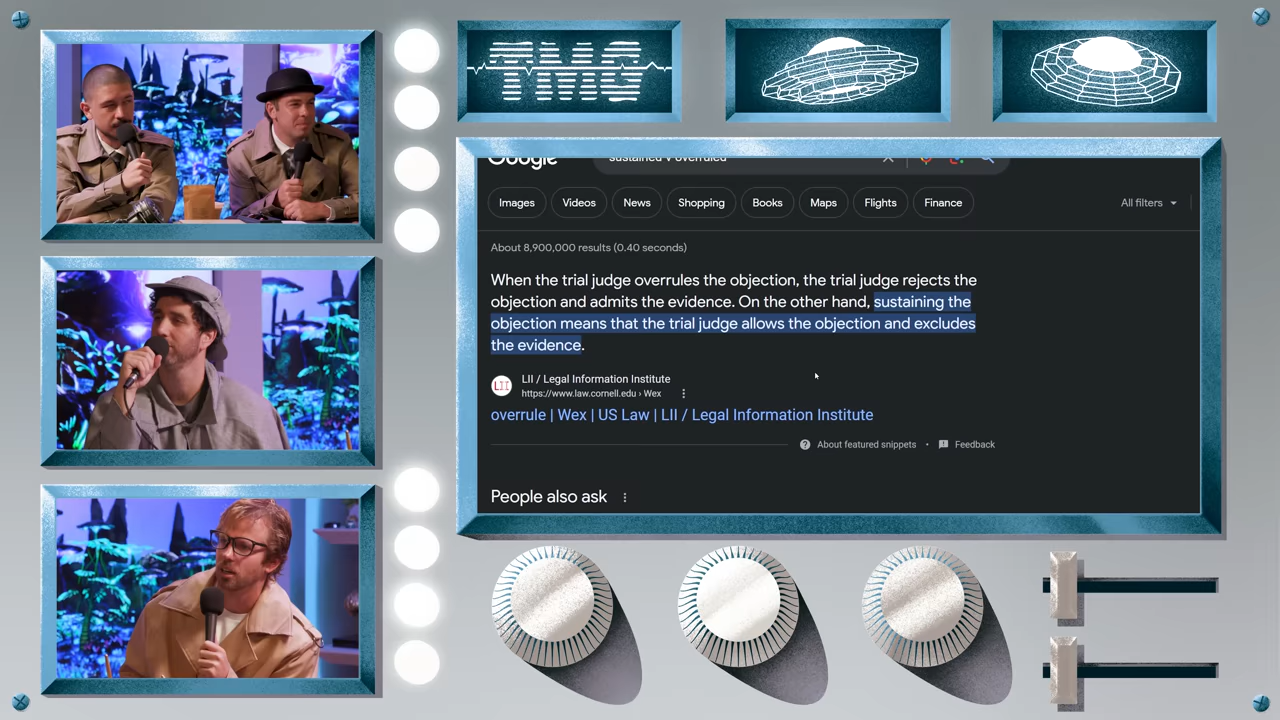 TMG
Google sustained v overruled
Images Videos News Shopping Books Maps Flights Finance All filters
About 8,900,000 results (0.40 seconds)
When the trial judge overrules the objection, the trial judge rejects the
objection and admits the evidence. On the other hand, sustaining the
objection means that the trial judge allows the objection and excludes
the evidence.
LII
LII / Legal Information Institute
https://www.law.cornell.edu › Wex
overrule | Wex | US Law | LII / Legal Information Institute
About featured snippets • Feedback
People also ask